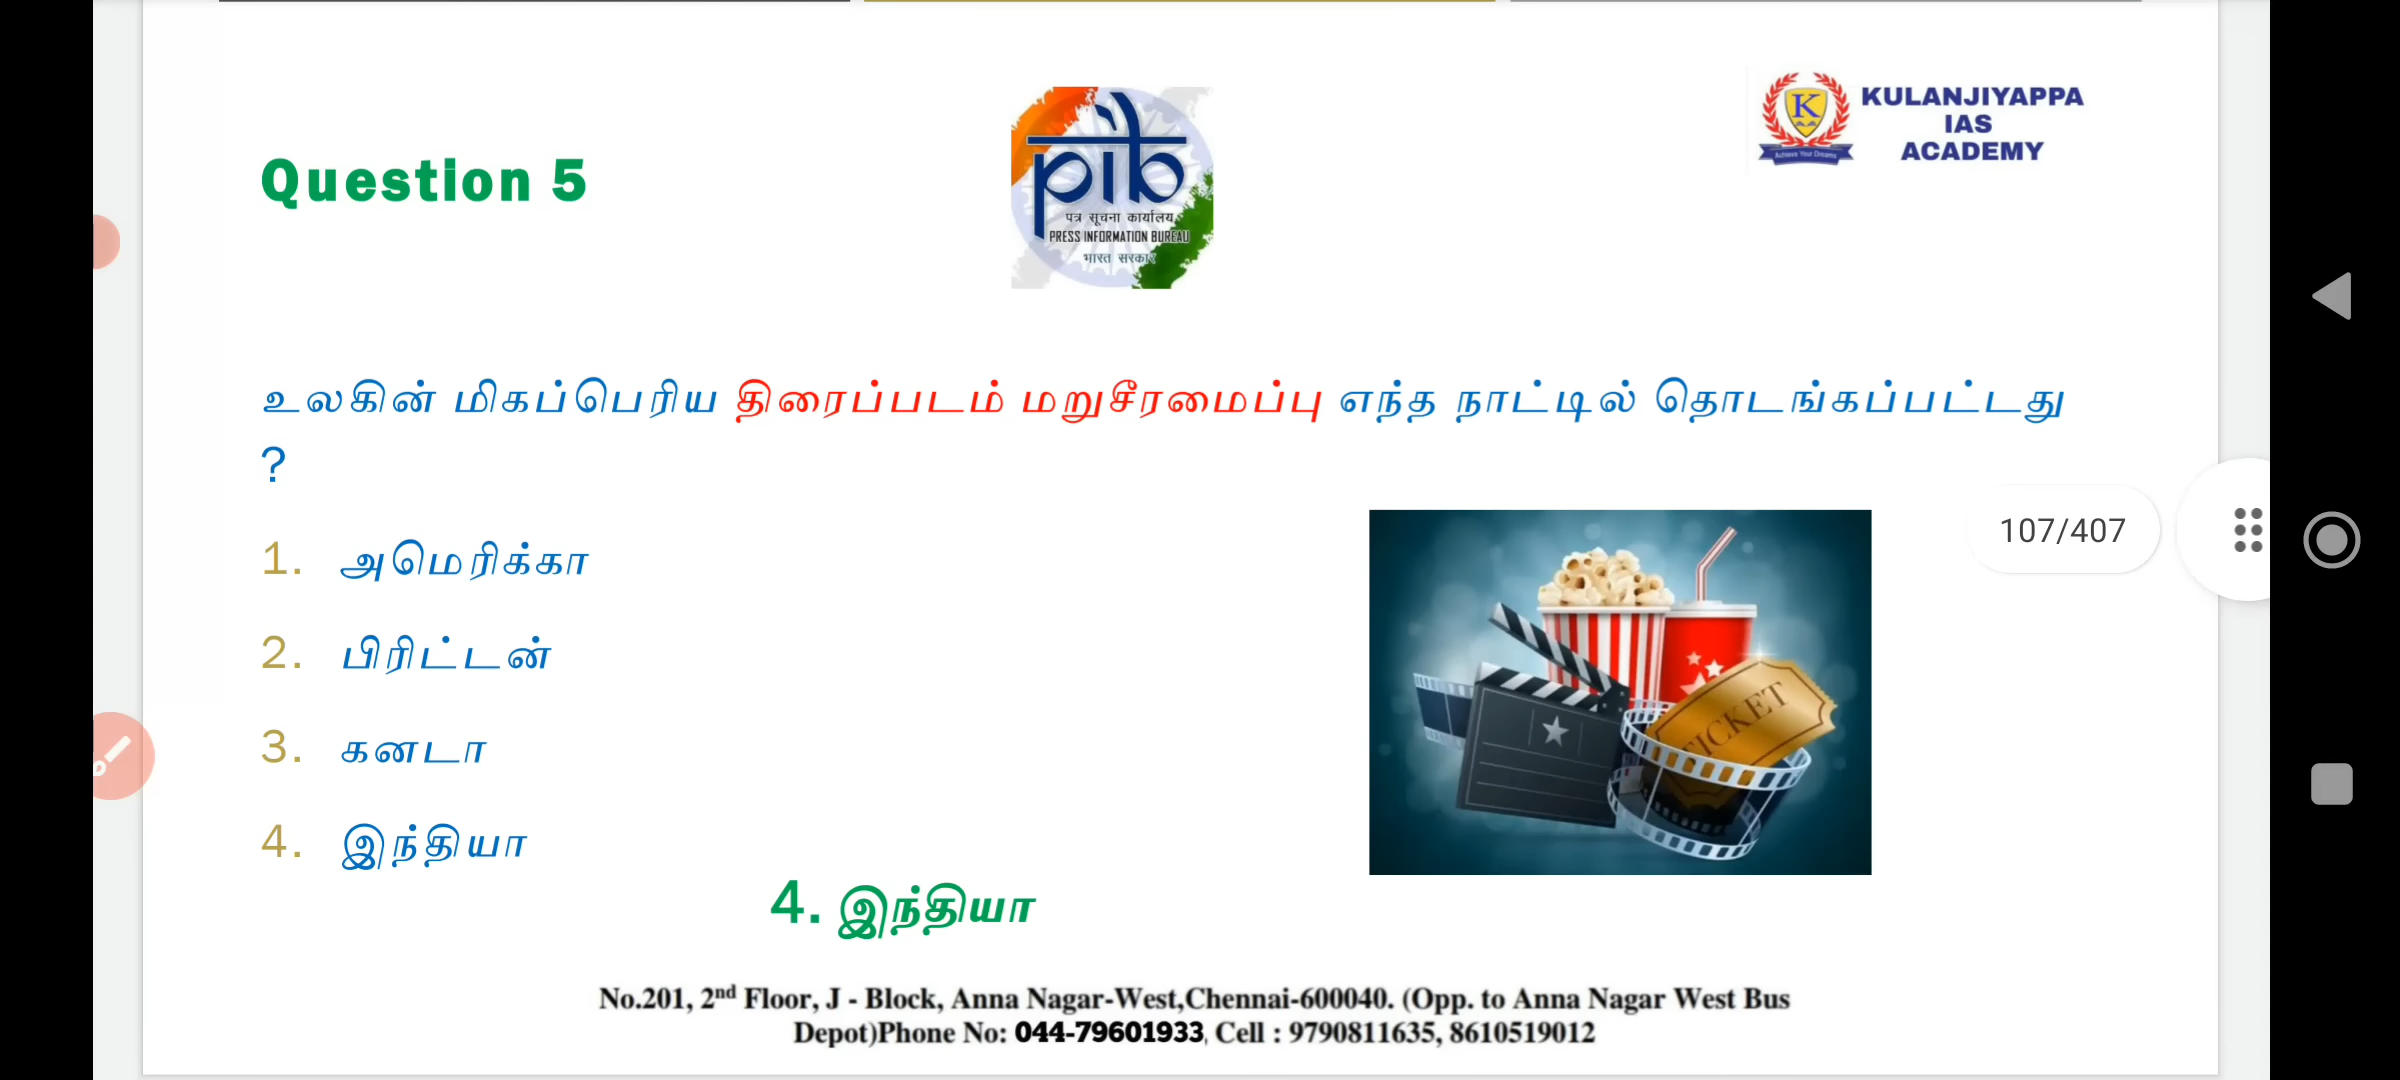 Question 5
pib
पत्र सूचना कार्यालय
PRESS INFORMATION BUREAU
भारत सरकार
K
Achieve Your Dreams
KULANJIYAPPA
IAS
ACADEMY
உலகின் மிகப்பெரிய திரைப்படம் மறுசீரமைப்பு எந்த நாட்டில் தொடங்கப்பட்டது
?
1. அமெரிக்கா
2. பிரிட்டன்
3. கனடா
4. இந்தியா
107/407
TICKET
4. இந்தியா
No.201, 2nd Floor, J - Block, Anna Nagar-West,Chennai-600040. (Opp. to Anna Nagar West Bus
Depot)Phone No: 044-79601933, Cell : 9790811635, 8610519012